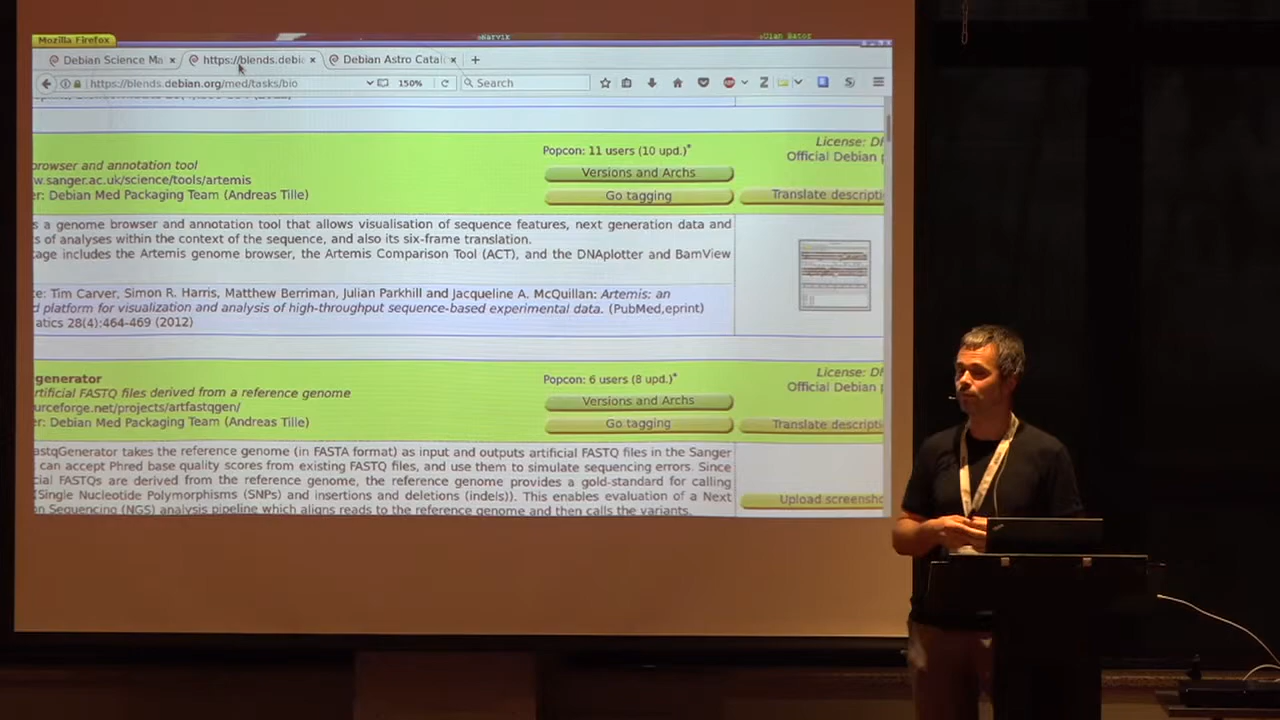 Mozilla Firefox
Debian Science Ma × https://blends.debi × Debian Astro Catal × +
https://blends.debian.org/med/tasks/bio 150% Search
License: Df
Popcon: 11 users (10 upd.)*
Official Debian p
browser and annotation tool
w.sanger.ac.uk/science/tools/artemis
Versions and Archs
er: Debian Med Packaging Team (Andreas Tille)
Go tagging
Translate descripti
s a genome browser and annotation tool that allows visualisation of sequence features, next generation data and
s of analyses within the context of the sequence, and also its six-frame translation.
age includes the Artemis genome browser, the Artemis Comparison Tool (ACT), and the DNAplotter and BamView
e: Tim Carver, Simon R. Harris, Matthew Berriman, Julian Parkhill and Jacqueline A. McQuillan: Artemis: an
d platform for visualization and analysis of high-throughput sequence-based experimental data. (PubMed,eprint)
atics 28(4):464-469 (2012)
License: Df
generator
Popcon: 6 users (8 upd.)*
Official Debian p
rtificial FASTQ files derived from a reference genome
urceforge.net/projects/artfastqgen/
Versions and Archs
er: Debian Med Packaging Team (Andreas Tille)
Go tagging
Translate descripti
astqGenerator takes the reference genome (in FASTA format) as input and outputs artificial FASTQ files in the Sanger
can accept Phred base quality scores from existing FASTQ files, and use them to simulate sequencing errors. Since
cial FASTQs are derived from the reference genome, the reference genome provides a gold-standard for calling
(Single Nucleotide Polymorphisms (SNPs) and insertions and deletions (indels)). This enables evaluation of a Next
on Sequencing (NGS) analysis pipeline which aligns reads to the reference genome and then calls the variants.
Upload screensho